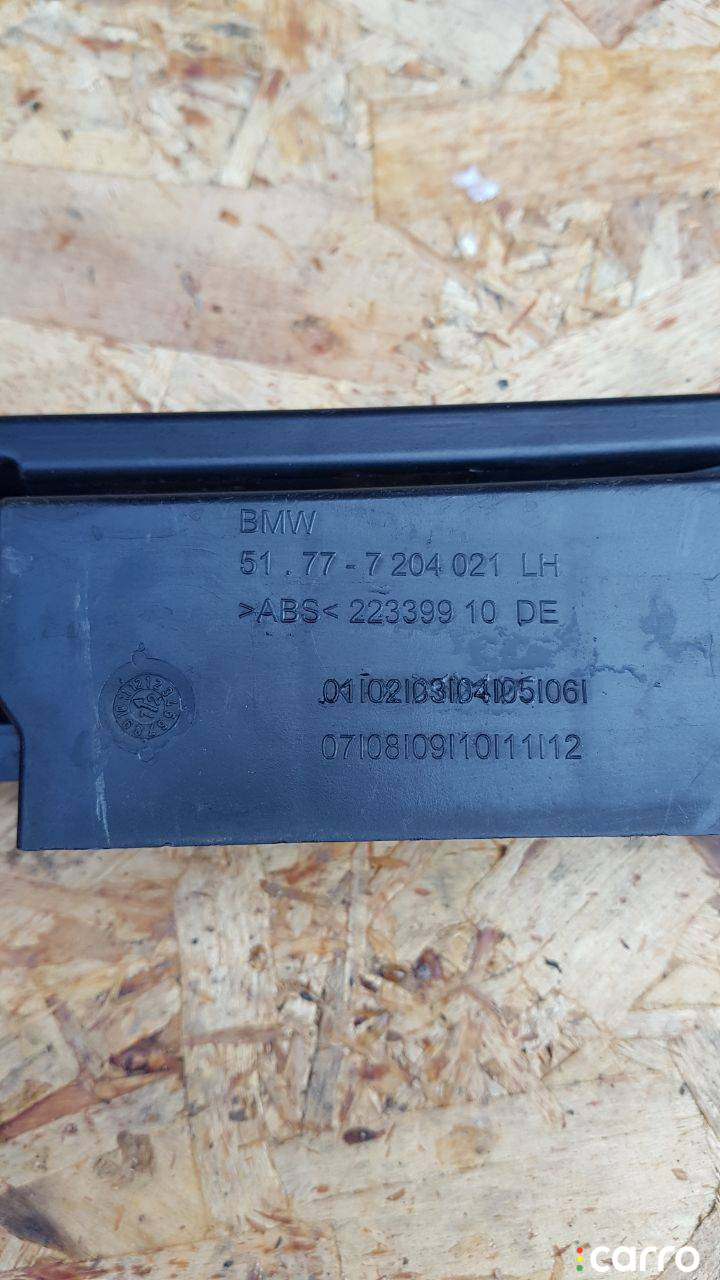 BMW
51.77-7 204 021 LH
>ABS< 223399 10 DE
01|02|03|04|05|06|
07|08|09|10|11|12
carro